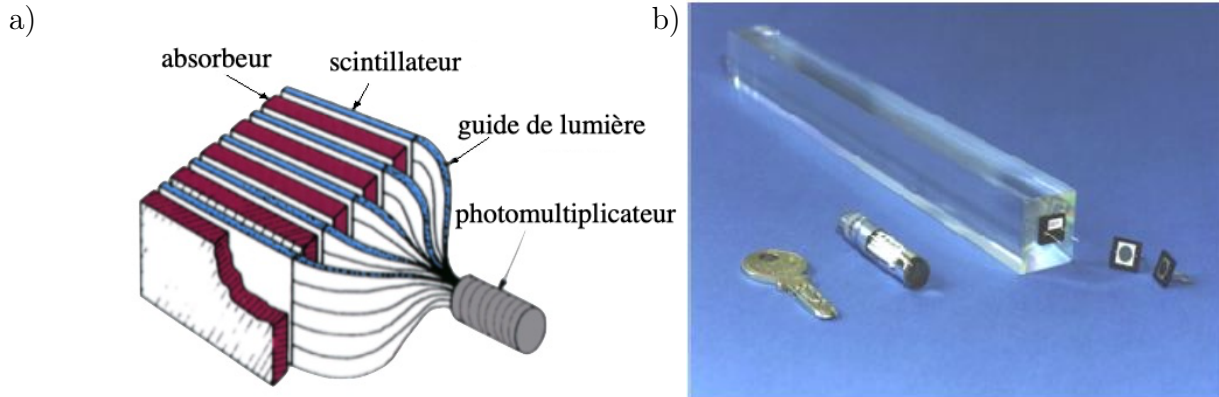 a)
b)
absorbeur
scintillateur
guide de lumière
photomultiplicateur